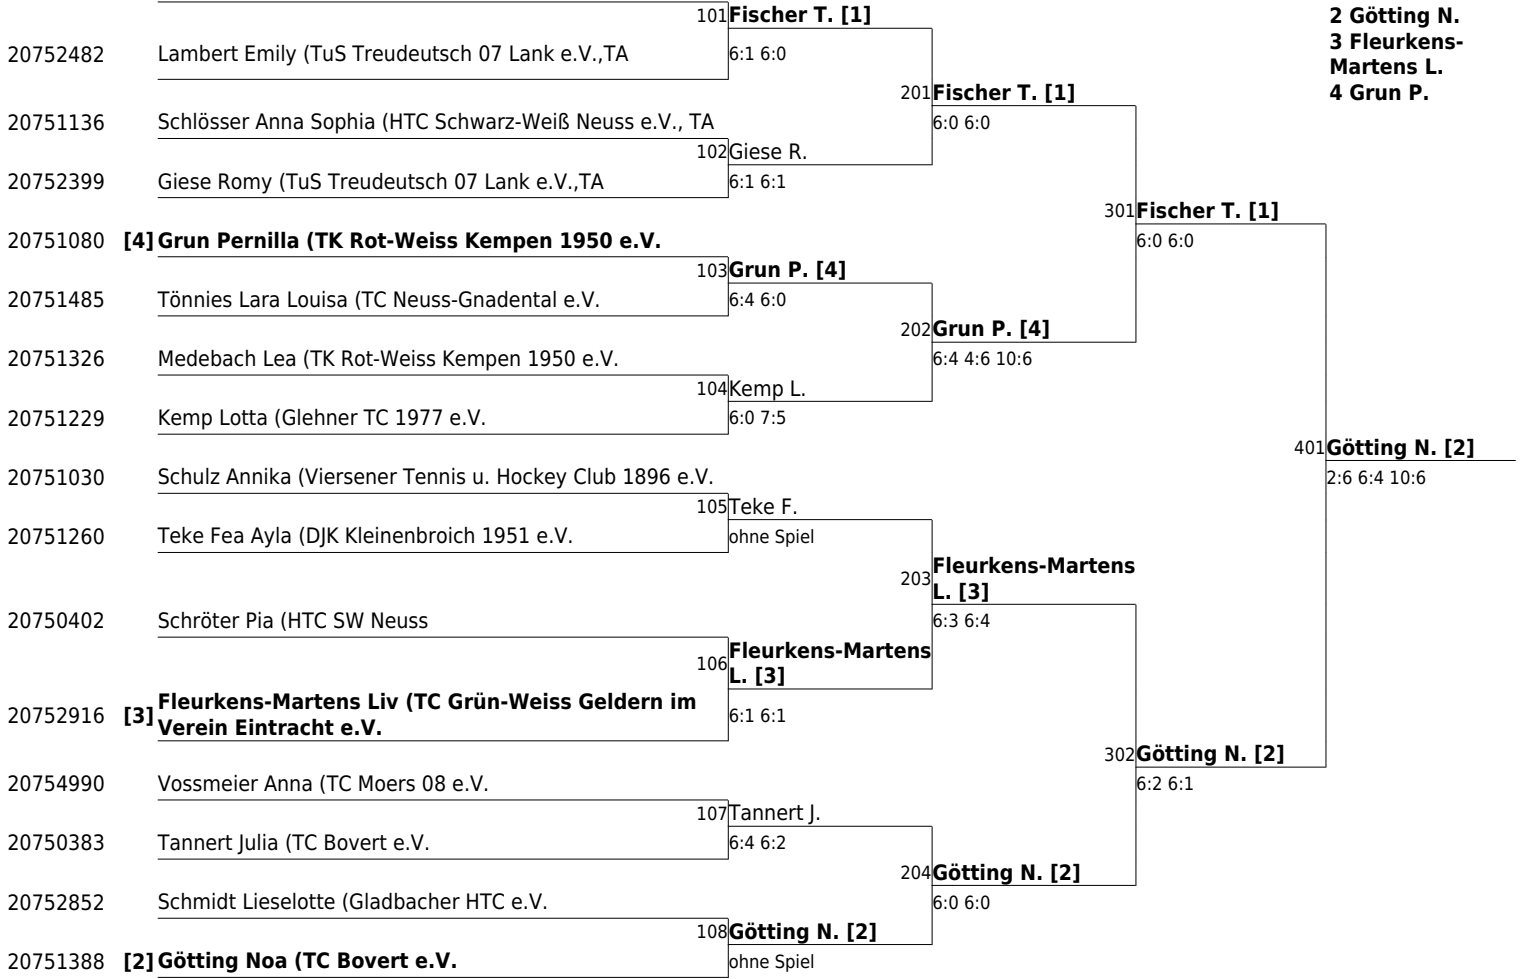 101 Fischer T. [1]
2 Götting N.
3 Fleurkens-
Martens L.
4 Grun P.
20752482 Lambert Emily (TuS Treudeutsch 07 Lank e.V.,TA
6:1 6:0
201 Fischer T. [1]
6:0 6:0
20751136 Schlösser Anna Sophia (HTC Schwarz-Weiß Neuss e.V., TA
102 Giese R.
6:1 6:1
20752399 Giese Romy (TuS Treudeutsch 07 Lank e.V.,TA
301 Fischer T. [1]
6:0 6:0
20751080 [4] Grun Pernilla (TK Rot-Weiss Kempen 1950 e.V.
103 Grun P. [4]
6:4 6:0
20751485 Tönnies Lara Louisa (TC Neuss-Gnadental e.V.
202 Grun P. [4]
6:4 4:6 10:6
20751326 Medebach Lea (TK Rot-Weiss Kempen 1950 e.V.
104 Kemp L.
6:0 7:5
20751229 Kemp Lotta (Glehner TC 1977 e.V.
401 Götting N. [2]
2:6 6:4 10:6
20751030 Schulz Annika (Viersener Tennis u. Hockey Club 1896 e.V.
105 Teke F.
ohne Spiel
20751260 Teke Fea Ayla (DJK Kleinenbroich 1951 e.V.
203 Fleurkens-Martens
L. [3]
6:3 6:4
20750402 Schröter Pia (HTC SW Neuss
106 Fleurkens-Martens
L. [3]
6:1 6:1
20752916 [3] Fleurkens-Martens Liv (TC Grün-Weiss Geldern im
Verein Eintracht e.V.
302 Götting N. [2]
6:2 6:1
20754990 Vossmeier Anna (TC Moers 08 e.V.
107 Tannert J.
6:4 6:2
20750383 Tannert Julia (TC Bovert e.V.
204 Götting N. [2]
6:0 6:0
20752852 Schmidt Lieselotte (Gladbacher HTC e.V.
108 Götting N. [2]
ohne Spiel
20751388 [2] Götting Noa (TC Bovert e.V.